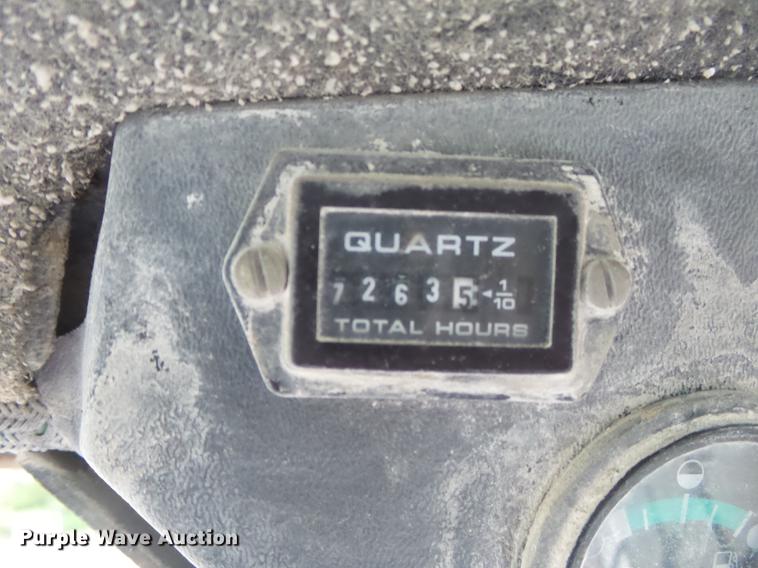 QUARTZ
7 2 6 3 5 ◄ 1/10
TOTAL HOURS
Purple Wave Auction